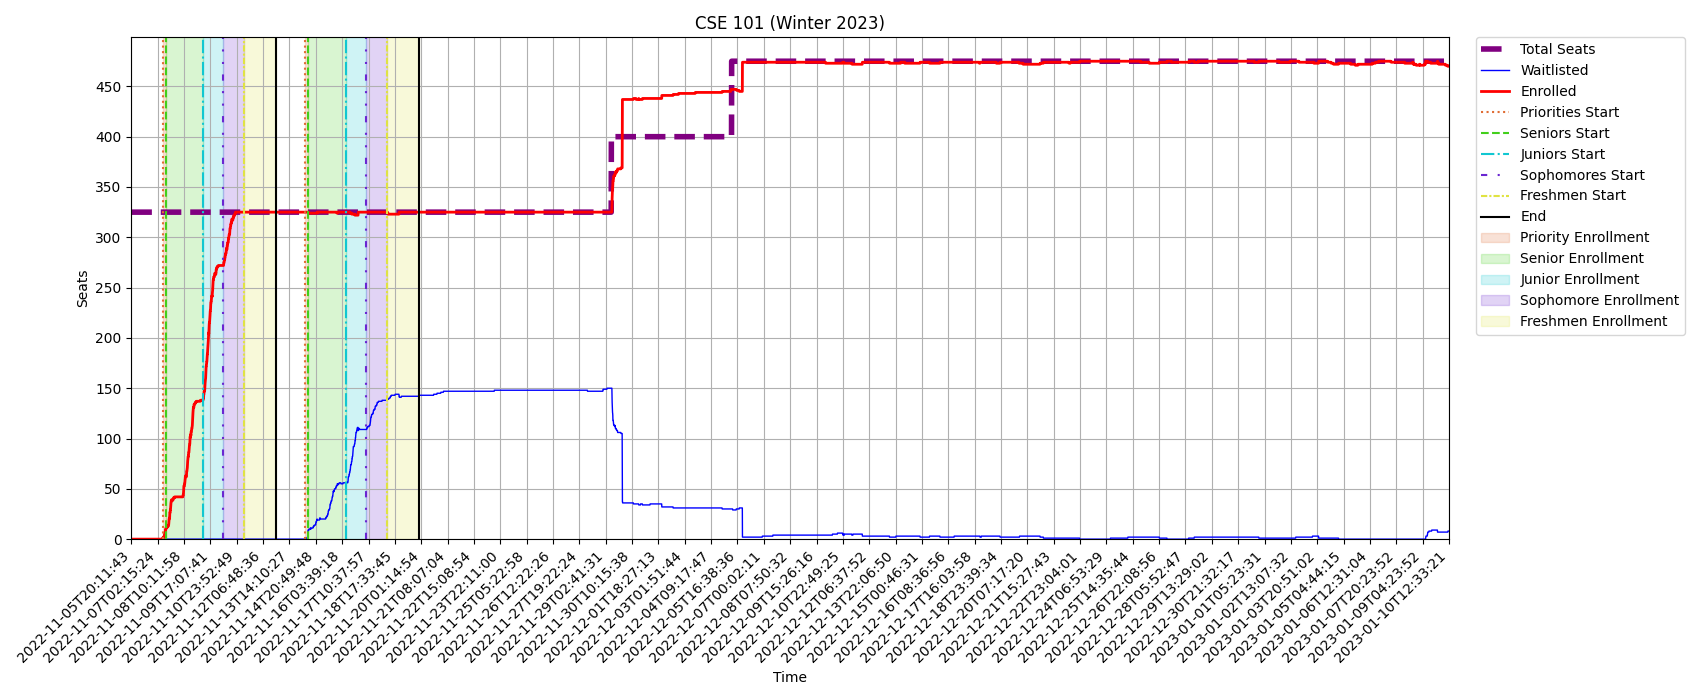 CSE 101 (Winter 2023)
Total Seats
Waitlisted
Enrolled
Priorities Start
Seniors Start
Juniors Start
Sophomores Start
Freshmen Start
End
Priority Enrollment
Senior Enrollment
Junior Enrollment
Sophomore Enrollment
Freshmen Enrollment
Seats
450
400
350
300
250
200
150
100
50
0
2022-11-05T20:11:43
2022-11-07T02:15:24
2022-11-08T10:11:58
2022-11-09T17:07:41
2022-11-10T23:52:49
2022-11-12T06:48:36
2022-11-13T14:10:27
2022-11-14T20:49:48
2022-11-16T03:39:18
2022-11-17T10:37:57
2022-11-18T17:33:45
2022-11-20T01:14:54
2022-11-21T08:07:04
2022-11-22T15:08:54
2022-11-23T22:11:00
2022-11-25T05:22:58
2022-11-26T12:22:26
2022-11-27T19:22:24
2022-11-29T02:41:31
2022-11-30T10:15:38
2022-12-01T18:27:13
2022-12-03T01:51:44
2022-12-04T09:17:47
2022-12-05T16:38:36
2022-12-07T00:02:11
2022-12-08T07:50:32
2022-12-09T15:26:16
2022-12-10T22:49:25
2022-12-12T06:37:52
2022-12-13T22:06:50
2022-12-15T00:46:31
2022-12-16T08:36:56
2022-12-17T16:03:58
2022-12-18T23:39:34
2022-12-20T07:17:20
2022-12-21T15:27:43
2022-12-22T23:04:01
2022-12-24T06:53:29
2022-12-25T14:35:44
2022-12-26T22:08:56
2022-12-28T05:52:47
2022-12-29T13:29:02
2022-12-30T21:32:17
2023-01-01T05:23:31
2023-01-02T13:07:32
2023-01-03T20:51:02
2023-01-05T04:44:15
2023-01-06T12:31:04
2023-01-07T20:23:52
2023-01-09T04:23:52
2023-01-10T12:33:21
Time